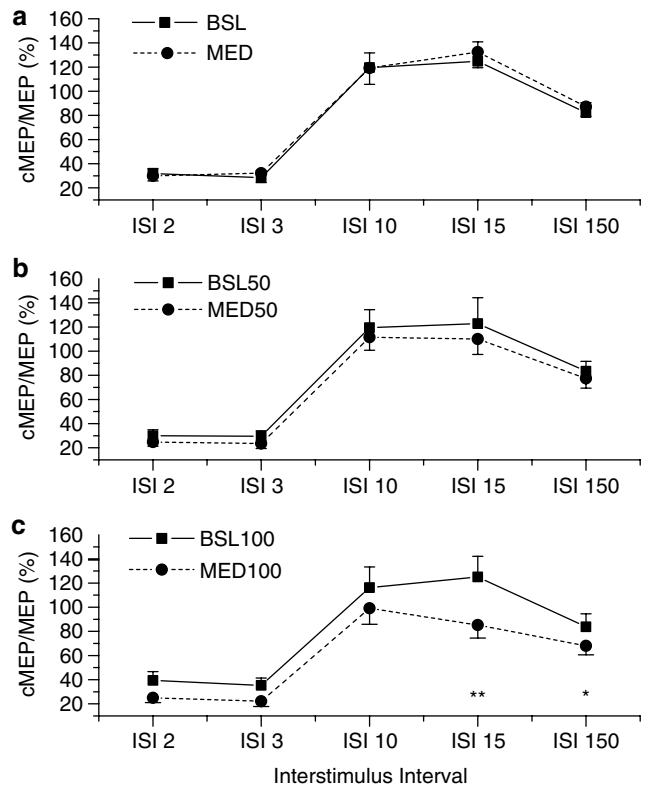 a
BSL
MED
cMEP/MEP (%)
160
140
120
100
80
60
40
20
ISI 2 ISI 3 ISI 10 ISI 15 ISI 150
b
BSL50
MED50
cMEP/MEP (%)
160
140
120
100
80
60
40
20
ISI 2 ISI 3 ISI 10 ISI 15 ISI 150
c
BSL100
MED100
cMEP/MEP (%)
160
140
120
100
80
60
40
20
** *
ISI 2 ISI 3 ISI 10 ISI 15 ISI 150
Interstimulus Interval